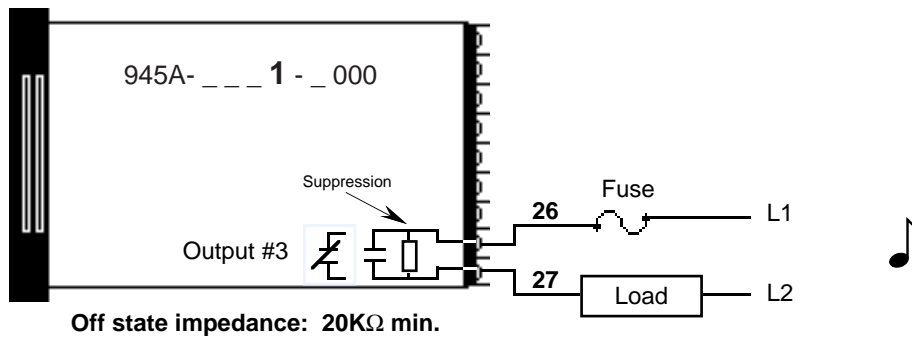 945A- _ _ _ 1 - _ 000
Suppression
Fuse
26
L1
Output #3
27
Load
L2
Off state impedance: 20KΩ min.